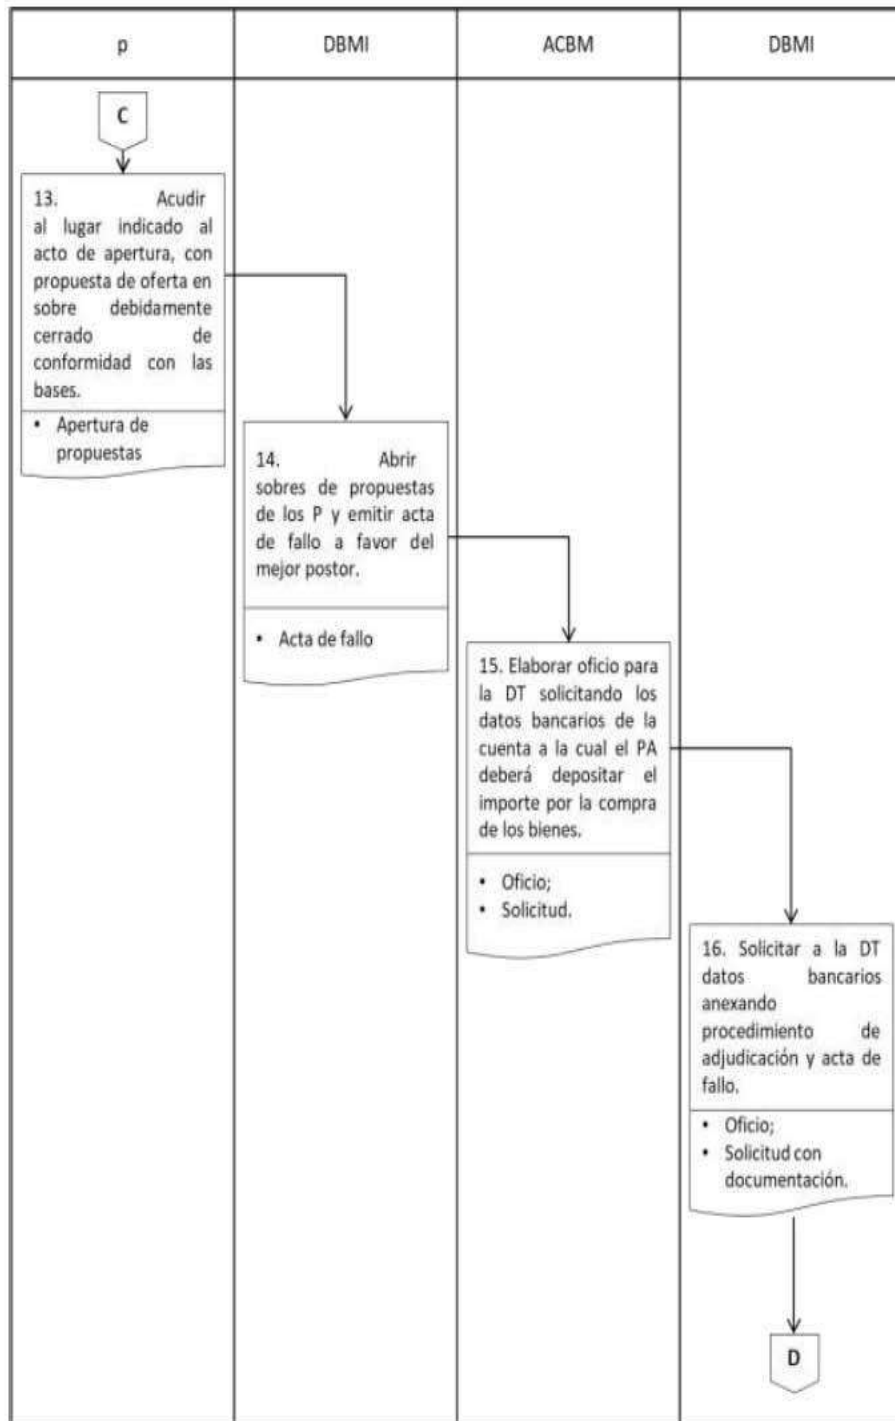 p
DBMI
ACBM
DBMI
C
13. Acudir
al lugar indicado al
acto de apertura, con
propuesta de oferta en
sobre debidamente
cerrado de
conformidad con las
bases.
• Apertura de
propuestas
14. Abrir
sobres de propuestas
de los P y emitir acta
de fallo a favor del
mejor postor.
• Acta de fallo
15. Elaborar oficio para
la DT solicitando los
datos bancarios de la
cuenta a la cual el PA
deberá depositar el
importe por la compra
de los bienes.
• Oficio;
• Solicitud.
16. Solicitar a la DT
datos bancarios
anexando
procedimiento de
adjudicación y acta de
fallo.
• Oficio;
• Solicitud con
documentación.
D